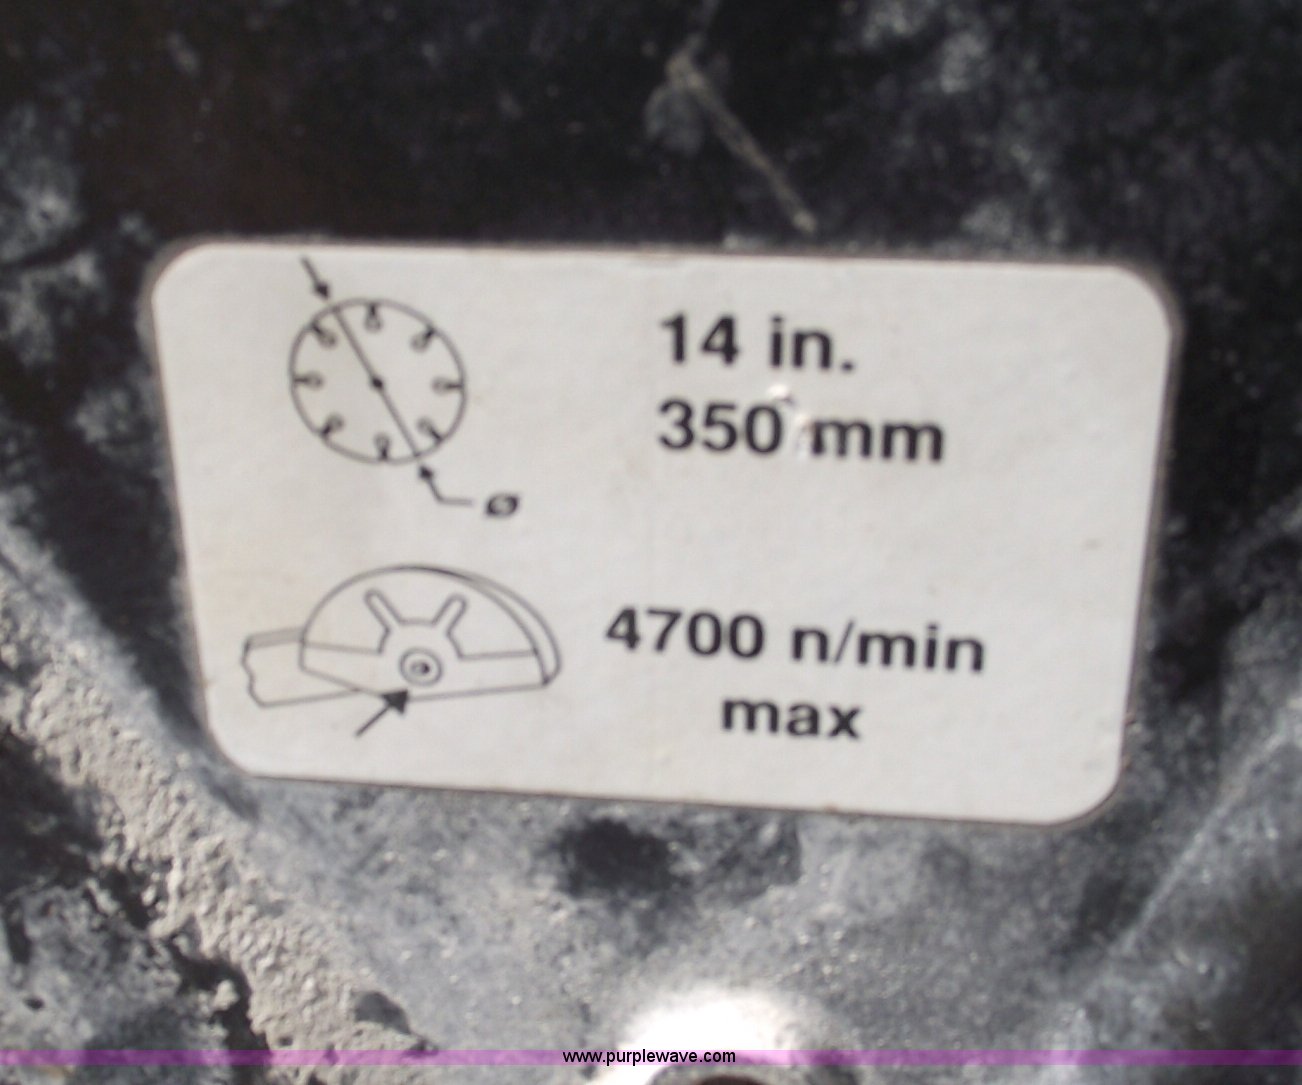 14 in.
350 mm
Ø
4700 n/min
max
www.purplewave.com